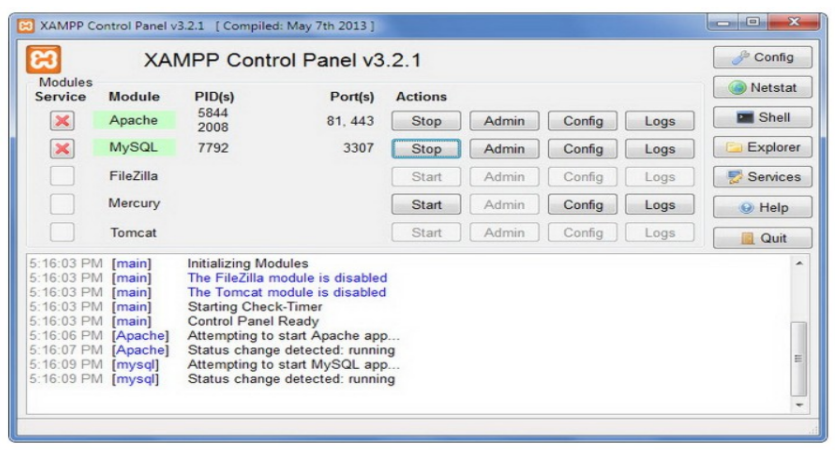 XAMPP Control Panel v3.2.1 [ Compiled: May 7th 2013 ]
XAMPP Control Panel v3.2.1
Config
Modules
Service Module PID(s) Port(s) Actions
Netstat
Apache 5844 2008 81, 443 Stop Admin Config Logs
Shell
MySQL 7792 3307 Stop Admin Config Logs
Explorer
FileZilla Start Admin Config Logs
Services
Mercury Start Admin Config Logs
Help
Tomcat Start Admin Config Logs
Quit
5:16:03 PM [main] Initializing Modules
5:16:03 PM [main] The FileZilla module is disabled
5:16:03 PM [main] The Tomcat module is disabled
5:16:03 PM [main] Starting Check-Timer
5:16:03 PM [main] Control Panel Ready
5:16:06 PM [Apache] Attempting to start Apache app...
5:16:07 PM [Apache] Status change detected: running
5:16:09 PM [mysql] Attempting to start MySQL app...
5:16:09 PM [mysql] Status change detected: running